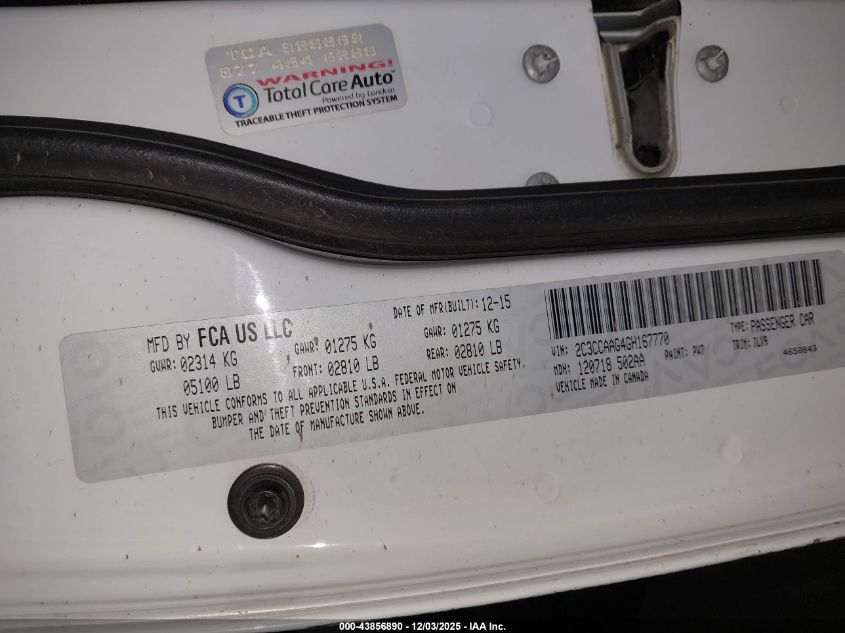 TCA 926869
877 454 6288
WARNING!
Total Care Auto
Powered by Landcar
TRACEABLE THEFT PROTECTION SYSTEM
MFD BY FCA US LLC
DATE OF MFR(BUILT): 12-15
GVWR: 02314 KG GAWR: 01275 KG GAWR: 01275 KG
05100 LB FRONT: 02810 LB REAR: 02810 LB
THIS VEHICLE CONFORMS TO ALL APPLICABLE U.S.A. FEDERAL MOTOR VEHICLE SAFETY,
BUMPER AND THEFT PREVENTION STANDARDS IN EFFECT ON
THE DATE OF MANUFACTURE SHOWN ABOVE.
VIN: 2C3CCAAG4GH167770 TYPE: PASSENGER CAR
MDH: 120718 502AA PAINT: PW7 TRIM: TLX9
VEHICLE MADE IN CANADA 4658843
000-43856890 - 12/03/2025 - IAA Inc.